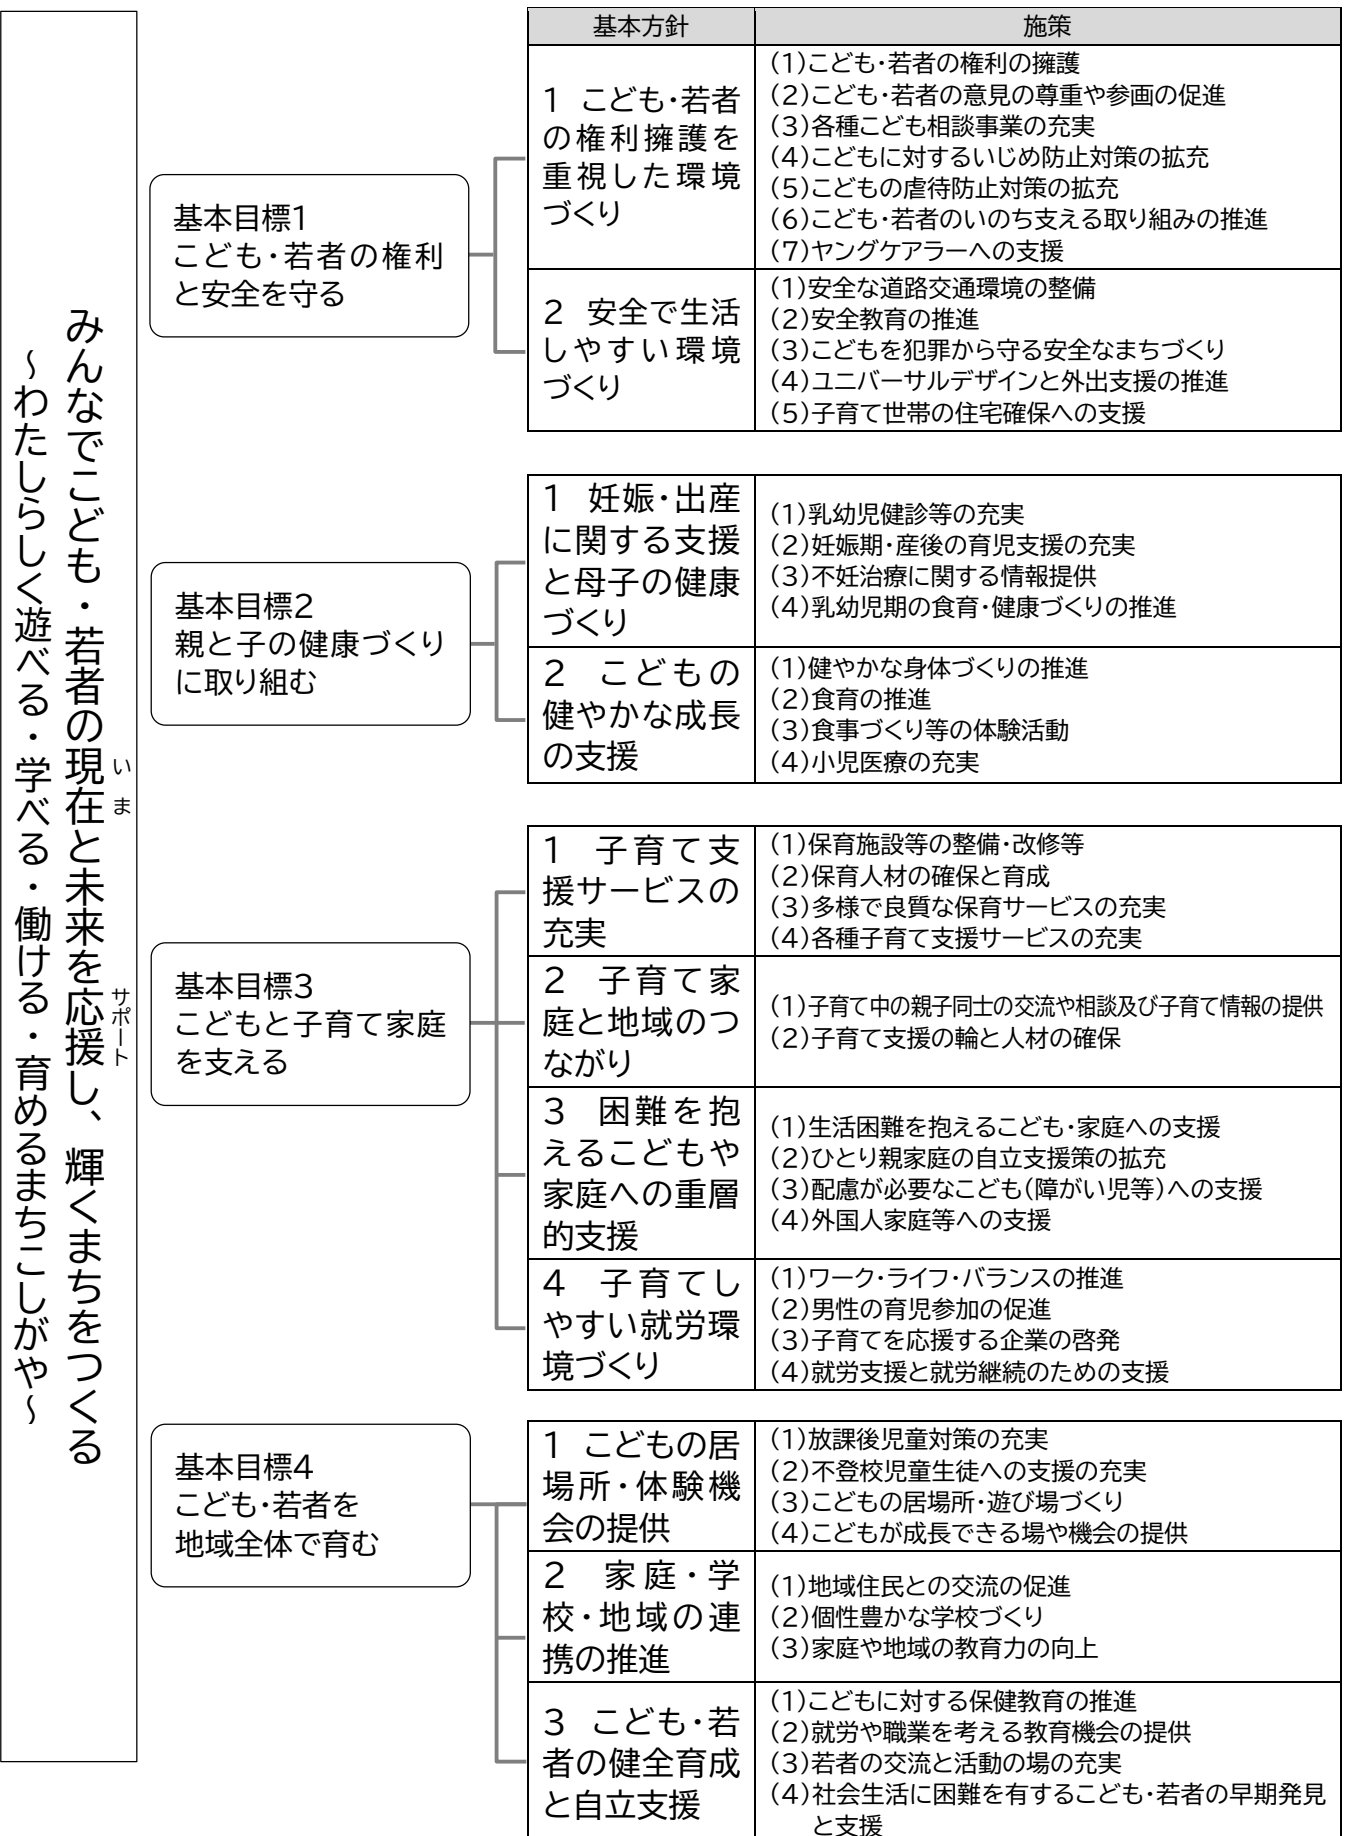 みんなでこども・若者の現在と未来を応援し、輝くまちをつくる
いま
サポート
～わたしらしく遊べる・学べる・働ける・育めるまちこしがや～
基本方針
施策
基本目標1
こども・若者の権利
と安全を守る
1 こども・若者
の権利擁護を
重視した環境
づくり
(1)こども・若者の権利の擁護
(2)こども・若者の意見の尊重や参画の促進
(3)各種こども相談事業の充実
(4)こどもに対するいじめ防止対策の拡充
(5)こどもの虐待防止対策の拡充
(6)こども・若者のいのち支える取り組みの推進
(7)ヤングケアラーへの支援
2 安全で生活
しやすい環境
づくり
(1)安全な道路交通環境の整備
(2)安全教育の推進
(3)こどもを犯罪から守る安全なまちづくり
(4)ユニバーサルデザインと外出支援の推進
(5)子育て世帯の住宅確保への支援
基本目標2
親と子の健康づくり
に取り組む
1 妊娠・出産
に関する支援
と母子の健康
づくり
(1)乳幼児健診等の充実
(2)妊娠期・産後の育児支援の充実
(3)不妊治療に関する情報提供
(4)乳幼児期の食育・健康づくりの推進
2 こどもの
健やかな成長
の支援
(1)健やかな身体づくりの推進
(2)食育の推進
(3)食事づくり等の体験活動
(4)小児医療の充実
基本目標3
こどもと子育て家庭
を支える
1 子育て支
援サービスの
充実
(1)保育施設等の整備・改修等
(2)保育人材の確保と育成
(3)多様で良質な保育サービスの充実
(4)各種子育て支援サービスの充実
2 子育て家
庭と地域のつ
ながり
(1)子育て中の親子同士の交流や相談及び子育て情報の提供
(2)子育て支援の輪と人材の確保
3 困難を抱
えるこどもや
家庭への重層
的支援
(1)生活困難を抱えるこども・家庭への支援
(2)ひとり親家庭の自立支援策の拡充
(3)配慮が必要なこども(障がい児等)への支援
(4)外国人家庭等への支援
4 子育てし
やすい就労環
境づくり
(1)ワーク・ライフ・バランスの推進
(2)男性の育児参加の促進
(3)子育てを応援する企業の啓発
(4)就労支援と就労継続のための支援
基本目標4
こども・若者を
地域全体で育む
1 こどもの居
場所・体験機
会の提供
(1)放課後児童対策の充実
(2)不登校児童生徒への支援の充実
(3)こどもの居場所・遊び場づくり
(4)こどもが成長できる場や機会の提供
2 家庭・学
校・地域の連
携の推進
(1)地域住民との交流の促進
(2)個性豊かな学校づくり
(3)家庭や地域の教育力の向上
3 こども・若
者の健全育成
と自立支援
(1)こどもに対する保健教育の推進
(2)就労や職業を考える教育機会の提供
(3)若者の交流と活動の場の充実
(4)社会生活に困難を有するこども・若者の早期発見
と支援